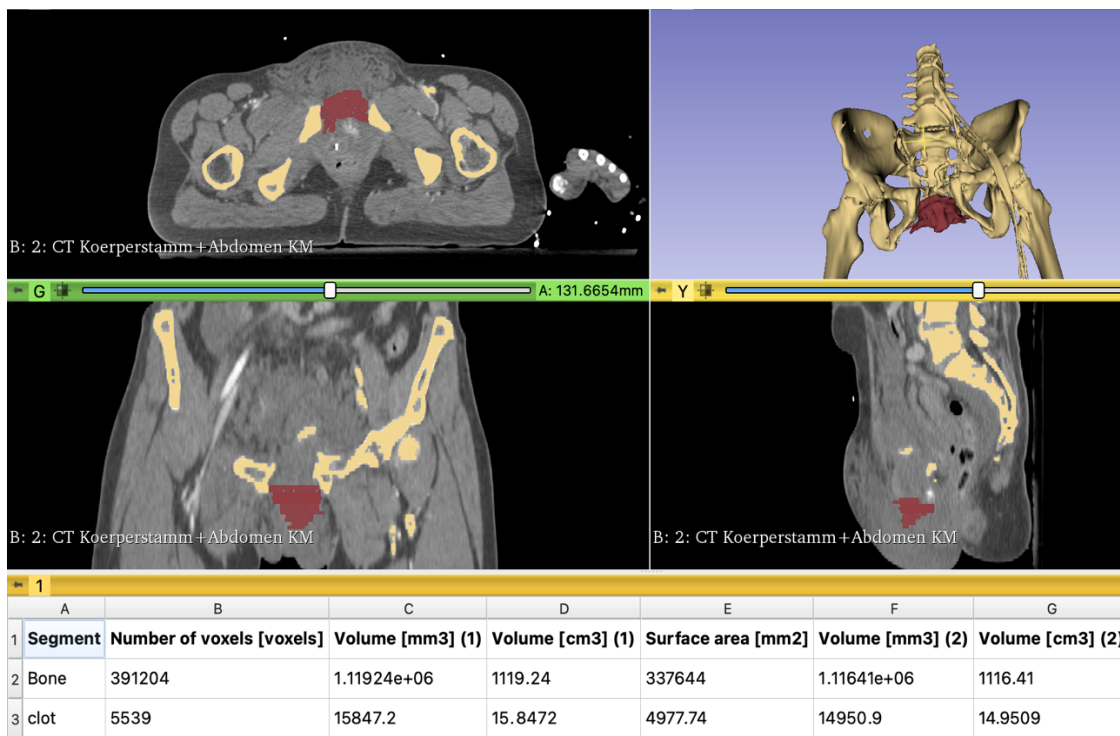 B: 2: CT Koerperstamm+Abdomen KM
G A: 131.6654mm Y
B: 2: CT Koerperstamm+Abdomen KM B: 2: CT Koerperstamm+Abdomen KM
1
A B C D E F G
1 Segment Number of voxels [voxels] Volume [mm3] (1) Volume [cm3] (1) Surface area [mm2] Volume [mm3] (2) Volume [cm3] (2)
2 Bone 391204 1.11924e+06 1119.24 337644 1.11641e+06 1116.41
3 clot 5539 15847.2 15.8472 4977.74 14950.9 14.9509